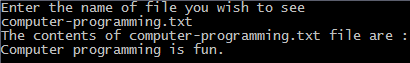 Enter the name of file you wish to see
computer-programming.txt
The contents of computer-programming.txt file are :
Computer programming is fun.